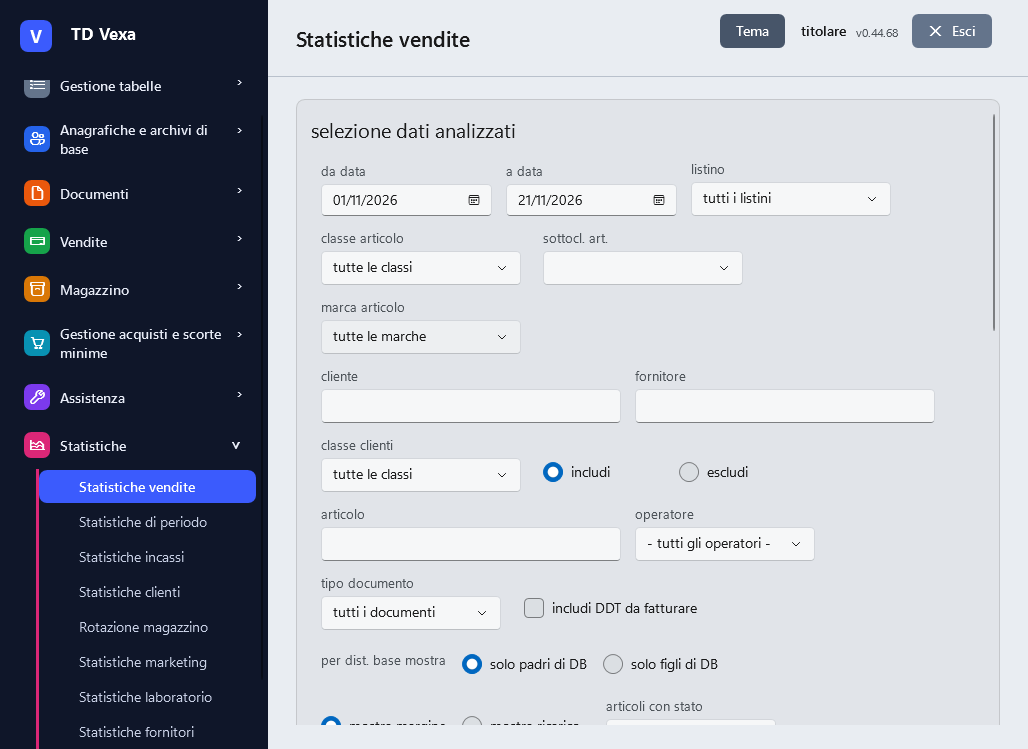 V TD Vexa
Gestione tabelle
Anagrafiche e archivi di
base
Documenti
Vendite
Magazzino
Gestione acquisti e scorte
minime
Assistenza
Statistiche
Statistiche vendite
Statistiche di periodo
Statistiche incassi
Statistiche clienti
Rotazione magazzino
Statistiche marketing
Statistiche laboratorio
Statistiche fornitori
Statistiche vendite
Tema titolare v0.44.68 Esci
selezione dati analizzati
da data a data listino
01/11/2026 21/11/2026 tutti i listini
classe articolo sottocl. art.
tutte le classi
marca articolo
tutte le marche
cliente fornitore
classe clienti
tutte le classi includi escludi
articolo operatore
- tutti gli operatori -
tipo documento
tutti i documenti includi DDT da fatturare
per dist. base mostra solo padri di DB solo figli di DB
articoli con stato
mostra margine mostra ricarico